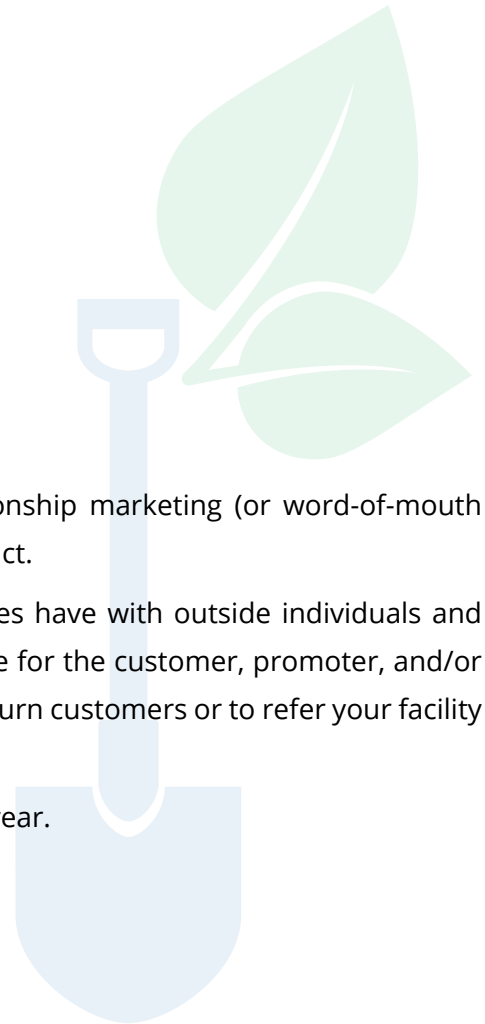 onship marketing (or word-of-mouth
ct.
es have with outside individuals and
e for the customer, promoter, and/or
urn customers or to refer your facility
ear.